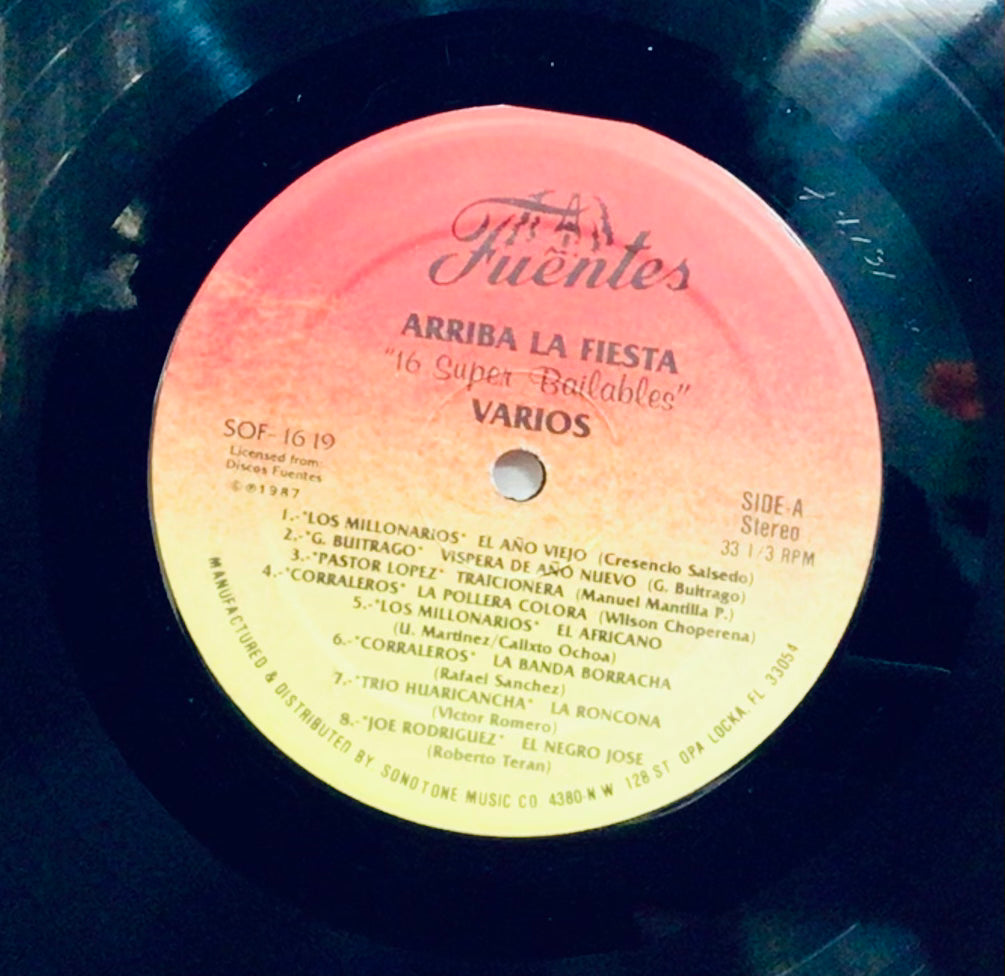 Fuentes
ARRIBA LA FIESTA
"16 Super Bailables"
VARIOS
SOF-1619
Licensed from:
Discos Fuentes
©℗1987
SIDE-A
Stereo
33 1/3 RPM
1.-"LOS MILLONARIOS" EL AÑO VIEJO (Cresencio Salsedo)
2.-"G. BUITRAGO" VISPERA DE AÑO NUEVO (G. Buitrago)
3.-"PASTOR LOPEZ" TRAICIONERA (Manuel Mantilla P.)
4.-"CORRALEROS" LA POLLERA COLORA (Wilson Choperena)
5.-"LOS MILLONARIOS" EL AFRICANO
(U. Martinez/Calixto Ochoa)
6.-"CORRALEROS" LA BANDA BORRACHA
(Rafael Sanchez)
7.-"TRIO HUARICANCHA" LA RONCONA
(Victor Romero)
8.-"JOE RODRIGUEZ" EL NEGRO JOSE
(Roberto Teran)
MANUFACTURED & DISTRIBUTED BY: SONOTONE MUSIC CO 4380-N W 128 ST OPA LOCKA, FL 33054